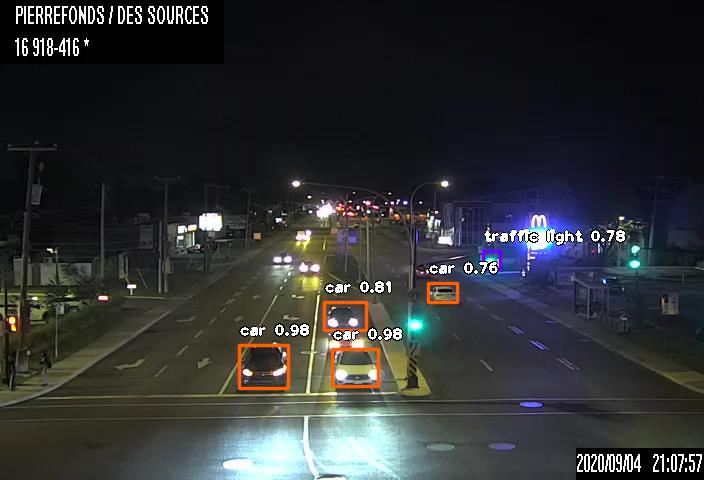 PIERREFONDS / DES SOURCES
16 918-416 *
traffic light 0.78
car 0.76
car 0.81
car 0.98
car 0.98
2020/09/04 21:07:57